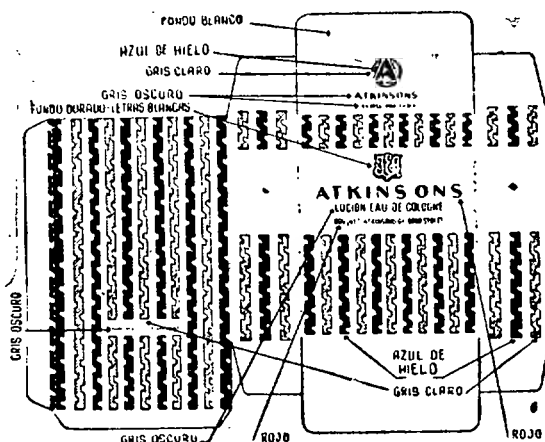 FONDO BLANCO
AZUL DE HIELO
GRIS CLARO
A
GRIS OSCURO
ATKINSONS
FONDO DORADO-LETRAS BLANCAS
ATKINSONS
LOCION EAU DE COLOGNE
GRIS OSCURO
AZUL DE
HIELO
GRIS CLARO
GRIS OSCURO
ROJO
ROJO